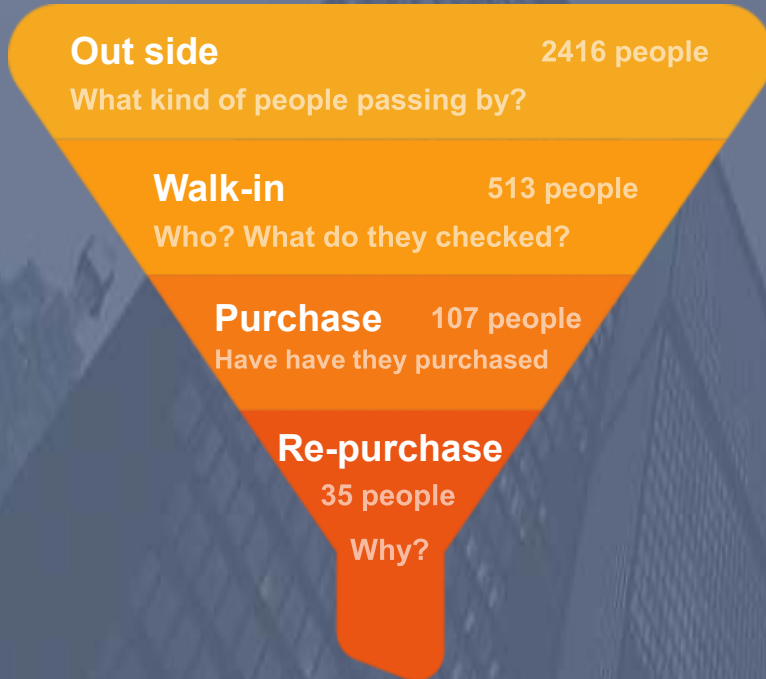 Out side 2416 people
What kind of people passing by?
Walk-in 513 people
Who? What do they checked?
Purchase 107 people
Have have they purchased
Re-purchase
35 people
Why?